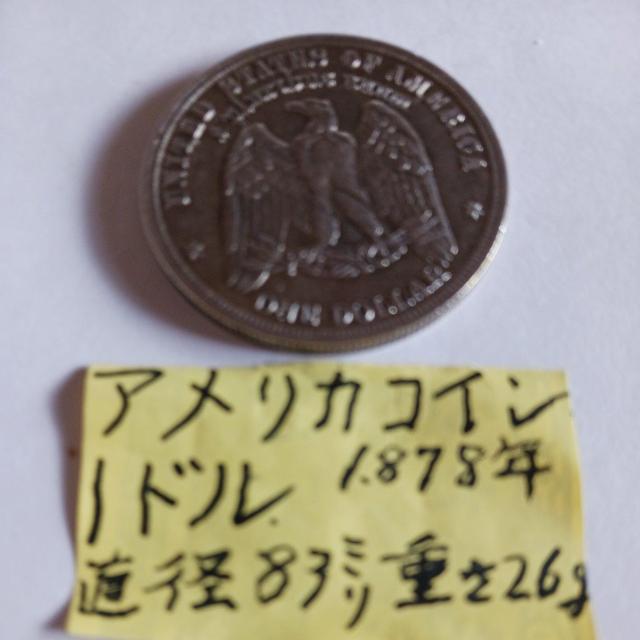 UNITED STATES OF AMERICA
ONE DOLLAR
アメリカコイン
1ドル 1.878年
直径83ミリ重さ26g